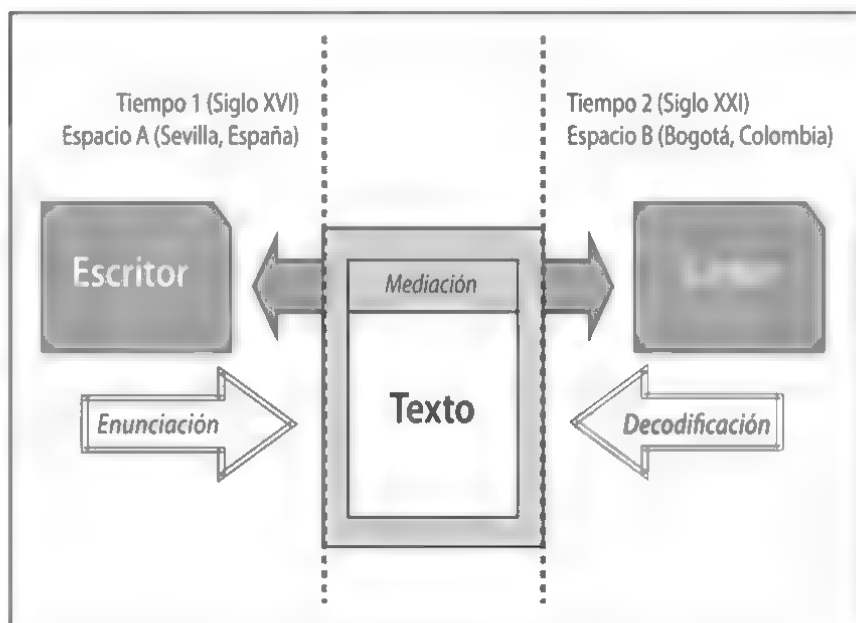 Tiempo 1 (Siglo XVI)
Espacio A (Sevilla, España)
Tiempo 2 (Siglo XXI)
Espacio B (Bogotá, Colombia)
Escritor
Mediación
Texto
Enunciación
Decodificación